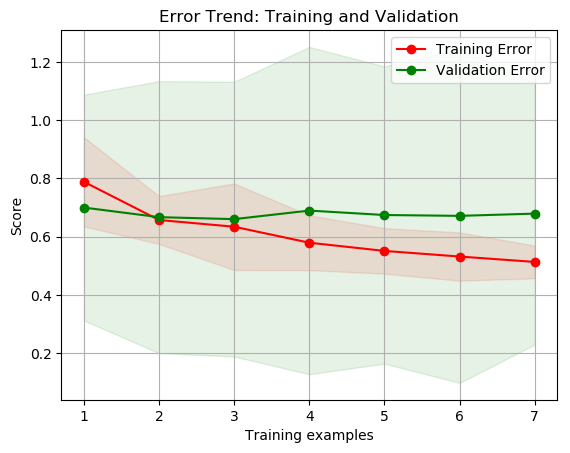 Error Trend: Training and Validation
Training Error
Validation Error
1.2
1.0
0.8
0.6
0.4
0.2
Score
1 2 3 4 5 6 7
Training examples